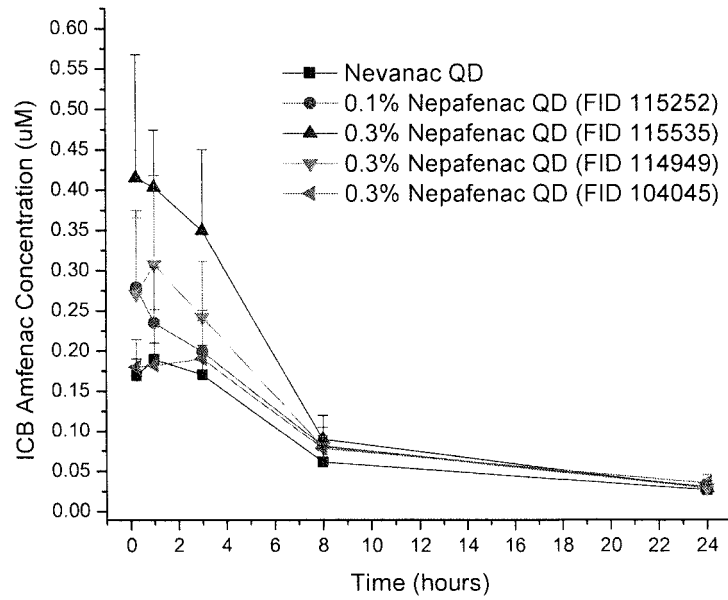 0.60
0.55
0.50
0.45
0.40
0.35
0.30
0.25
0.20
0.15
0.10
0.05
0.00
ICB Amfenac Concentration (uM)
Nevanac QD
0.1% Nepafenac QD (FID 115252)
0.3% Nepafenac QD (FID 115535)
0.3% Nepafenac QD (FID 114949)
0.3% Nepafenac QD (FID 104045)
0 2 4 6 8 10 12 14 16 18 20 22 24
Time (hours)